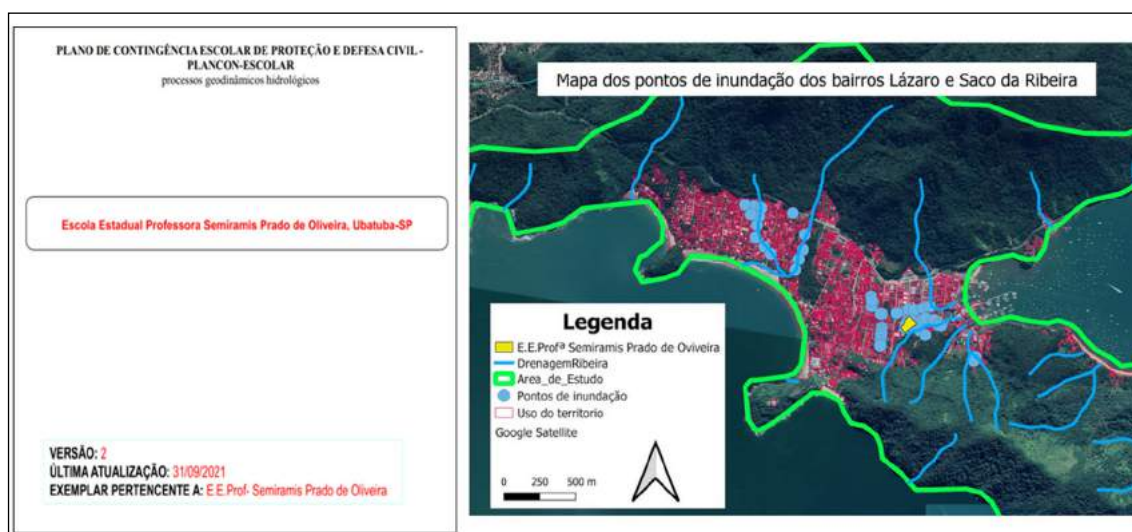 PLANO DE CONTINGÊNCIA ESCOLAR DE PROTEÇÃO E DEFESA CIVIL -
PLANCON-ESCOLAR
processos geodinâmicos hidrológicos
Escola Estadual Professora Semiramis Prado de Oliveira, Ubatuba-SP
VERSÃO: 2
ÚLTIMA ATUALIZAÇÃO: 31/09/2021
EXEMPLAR PERTENCENTE A: E.E.Prof- Semiramis Prado de Oliveira
Mapa dos pontos de inundação dos bairros Lázaro e Saco da Ribeira
Legenda
E.E.Profª Semiramis Prado de Oviveira
DrenagemRibeira
Area_de_Estudo
Pontos de inundação
Uso do territorio
Google Satellite
0 250 500 m